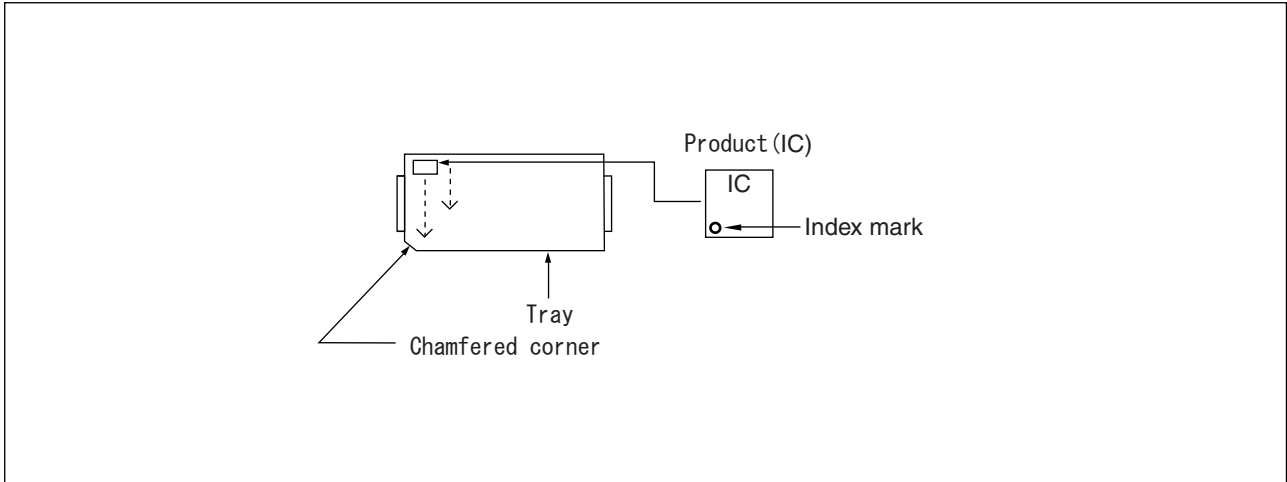 Product(IC)
IC
Index mark
Tray
Chamfered corner